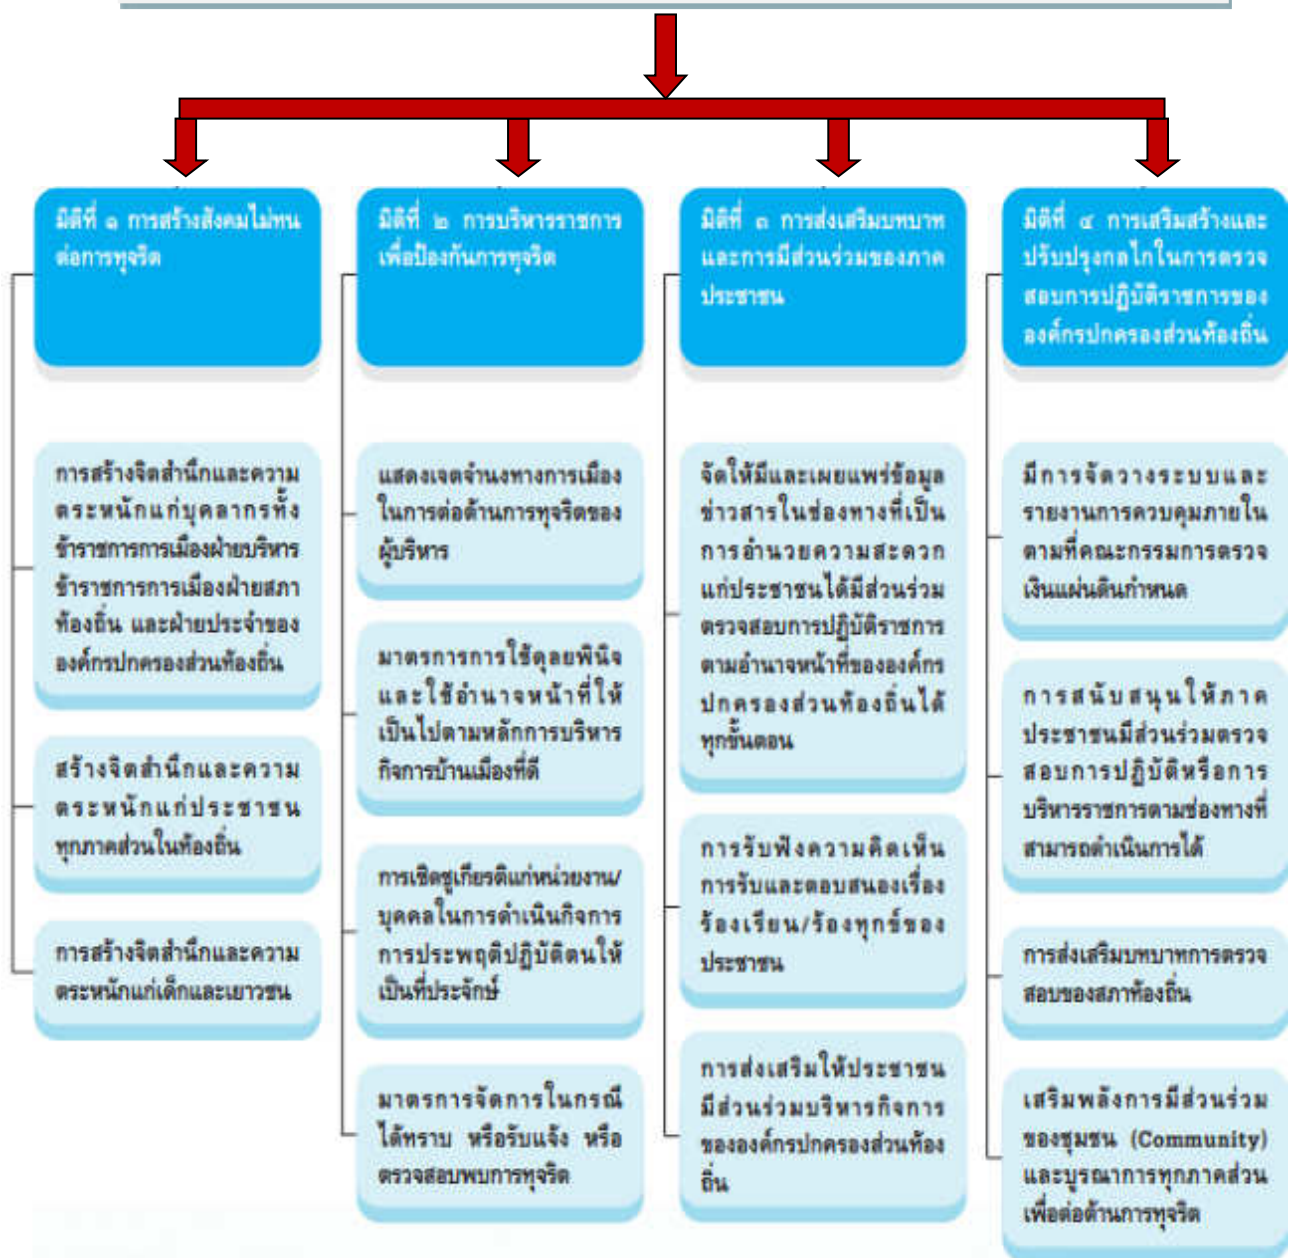 มิติที่ ๑ การสร้างสังคมไม่ทน
ต่อการทุจริต
การสร้างจิตสำนึกและความ
ตระหนักแก่บุคลากรทั้ง
ข้าราชการการเมืองฝ่ายบริหาร
ข้าราชการการเมืองฝ่ายสภา
ท้องถิ่น และฝ่ายประจำของ
องค์กรปกครองส่วนท้องถิ่น
สร้างจิตสำนึกและความ
ตระหนักแก่ประชาชน
ทุกภาคส่วนในท้องถิ่น
การสร้างจิตสำนึกและความ
ตระหนักแก่เด็กและเยาวชน
มิติที่ ๒ การบริหารราชการ
เพื่อป้องกันการทุจริต
แสดงเจตจำนงทางการเมือง
ในการต่อต้านการทุจริตของ
ผู้บริหาร
มาตรการการใช้ดุลยพินิจ
และใช้อำนาจหน้าที่ให้
เป็นไปตามหลักการบริหาร
กิจการบ้านเมืองที่ดี
การเชิดชูเกียรติแก่หน่วยงาน/
บุคคลในการดำเนินกิจการ
การประพฤติปฏิบัติตนให้
เป็นที่ประจักษ์
มาตรการจัดการในกรณี
ได้ทราบ หรือรับแจ้ง หรือ
ตรวจสอบพบการทุจริต
มิติที่ ๓ การส่งเสริมบทบาท
และการมีส่วนร่วมของภาค
ประชาชน
จัดให้มีและเผยแพร่ข้อมูล
ข่าวสารในช่องทางที่เป็น
การอำนวยความสะดวก
แก่ประชาชนได้มีส่วนร่วม
ตรวจสอบการปฏิบัติราชการ
ตามอำนาจหน้าที่ขององค์กร
ปกครองส่วนท้องถิ่นได้
ทุกขั้นตอน
การรับฟังความคิดเห็น
การรับและตอบสนองเรื่อง
ร้องเรียน/ร้องทุกข์ของ
ประชาชน
การส่งเสริมให้ประชาชน
มีส่วนร่วมบริหารกิจการ
ขององค์กรปกครองส่วนท้อง
ถิ่น
มิติที่ ๔ การเสริมสร้างและ
ปรับปรุงกลไกในการตรวจ
สอบการปฏิบัติราชการของ
องค์กรปกครองส่วนท้องถิ่น
มีการจัดวางระบบและ
รายงานการควบคุมภายใน
ตามที่คณะกรรมการตรวจ
เงินแผ่นดินกำหนด
การสนับสนุนให้ภาค
ประชาชนมีส่วนร่วมตรวจ
สอบการปฏิบัติหรือการ
บริหารราชการตามช่องทางที่
สามารถดำเนินการได้
การส่งเสริมบทบาทการตรวจ
สอบของสภาท้องถิ่น
เสริมพลังการมีส่วนร่วม
ของชุมชน (Community)
และบูรณาการทุกภาคส่วน
เพื่อต่อต้านการทุจริต